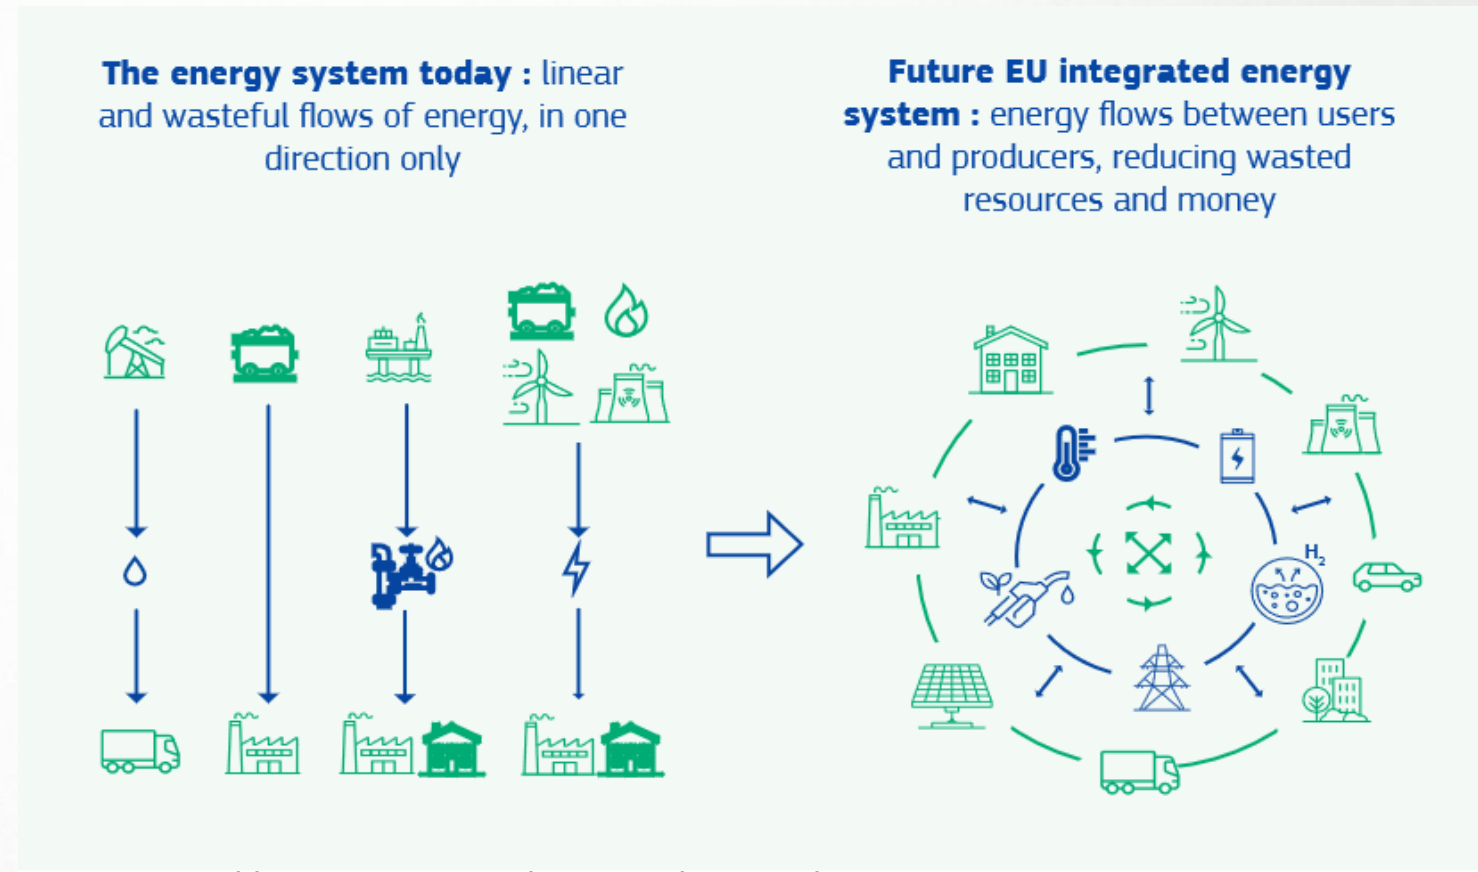 The energy system today : linear
and wasteful flows of energy, in one
direction only
Future EU integrated energy
system : energy flows between users
and producers, reducing wasted
resources and money
H2